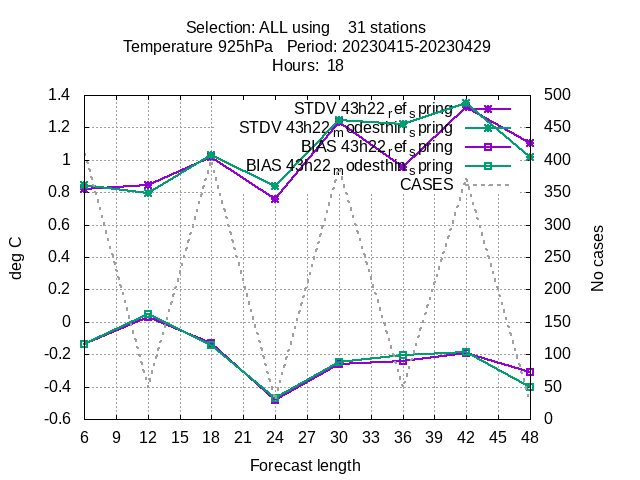 Selection: ALL using 31 stations
Temperature 925hPa Period: 20230415-20230429
Hours: 18
1.4
1.2
1
0.8
0.6
0.4
0.2
0
-0.2
-0.4
-0.6
deg C
STDV 43h22_ref_spring
STDV 43h22_modesthin_spring
BIAS 43h22_ref_spring
BIAS 43h22_modesthin_spring
CASES
500
450
400
350
300
250
200
150
100
50
0
No cases
6 9 12 15 18 21 24 27 30 33 36 39 42 45 48
Forecast length